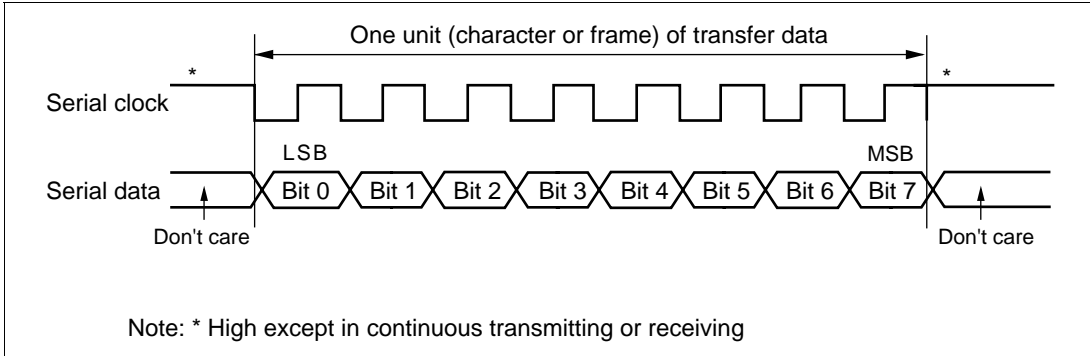 One unit (character or frame) of transfer data
* *
Serial clock
LSB MSB
Serial data Bit 0 Bit 1 Bit 2 Bit 3 Bit 4 Bit 5 Bit 6 Bit 7
Don't care Don't care
Note: * High except in continuous transmitting or receiving